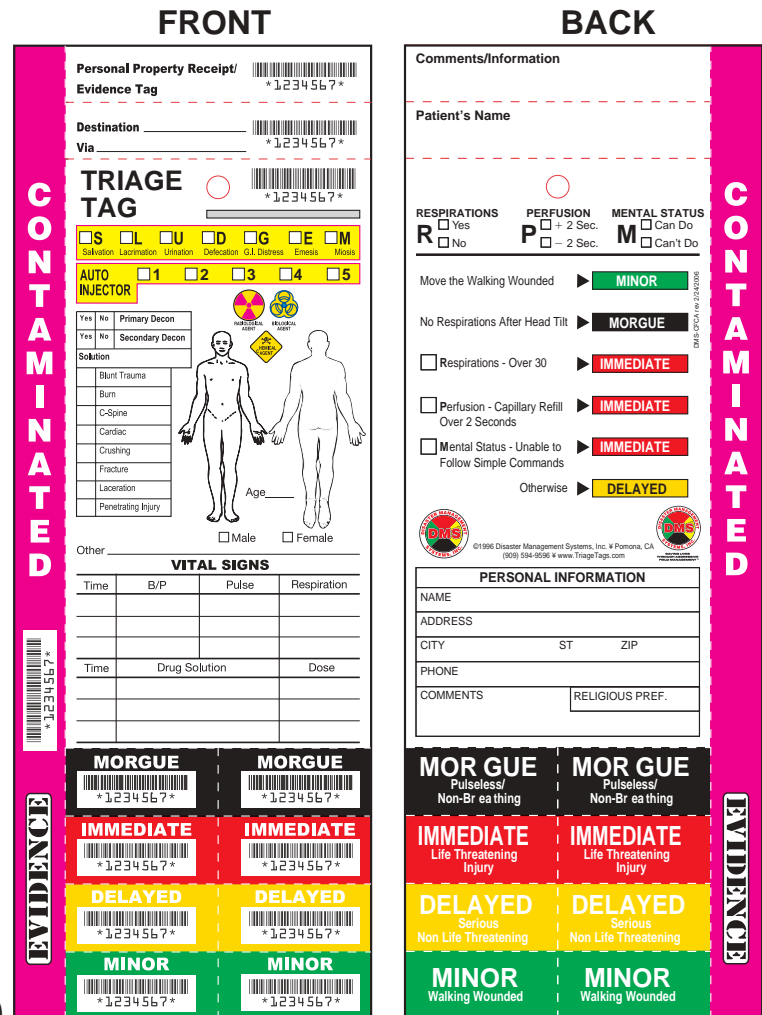 FRONT
Personal Property Receipt/
Evidence Tag
*1234567*
Destination
Via
*1234567*
TRIAGE
TAG
*1234567*
S L U D G E M
Salivation Lacrimation Urination Defecation G.I. Distress Emesis Miosis
AUTO
INJECTOR
1 2 3 4 5
RADIOLOGICAL
AGENT
BIOLOGICAL
AGENT
HEMICAL
AGENT
Yes No Primary Decon
Yes No Secondary Decon
Solution
Blunt Trauma
Burn
C-Spine
Cardiac
Crushing
Fracture
Laceration
Penetrating Injury
Age
Male Female
Other
VITAL SIGNS
Time B/P Pulse Respiration
Time Drug Solution Dose
MORGUE MORGUE
*1234567* *1234567*
IMMEDIATE IMMEDIATE
*1234567* *1234567*
DELAYED DELAYED
*1234567* *1234567*
MINOR MINOR
*1234567* *1234567*
CONTAMINATED
*1234567*
EVIDENCE
BACK
Comments/Information
Patient's Name
RESPIRATIONS PERFUSION MENTAL STATUS
R Yes P + 2 Sec. M Can Do
No - 2 Sec. Can't Do
Move the Walking Wounded MINOR
No Respirations After Head Tilt MORGUE
Respirations - Over 30 IMMEDIATE
Perfusion - Capillary Refill IMMEDIATE
Over 2 Seconds
Mental Status - Unable to IMMEDIATE
Follow Simple Commands
Otherwise DELAYED
DMS-CFCA rev 2/24/2006
DISASTER MANAGEMENT
DMS
SYSTEMS, INC.
DISASTER MANAGEMENT
DMS
SYSTEMS, INC.
©1996 Disaster Management Systems, Inc. ¥ Pomona, CA
(909) 594-9596 ¥ www.TriageTags.com
PERSONAL INFORMATION
NAME
ADDRESS
CITY ST ZIP
PHONE
COMMENTS RELIGIOUS PREF.
MOR GUE MOR GUE
Pulseless/ Pulseless/
Non-Br ea thing Non-Br ea thing
IMMEDIATE IMMEDIATE
Life Threatening Life Threatening
Injury Injury
DELAYED DELAYED
Serious Serious
Non Life Threatening Non Life Threatening
MINOR MINOR
Walking Wounded Walking Wounded
CONTAMINATED
EVIDENCE